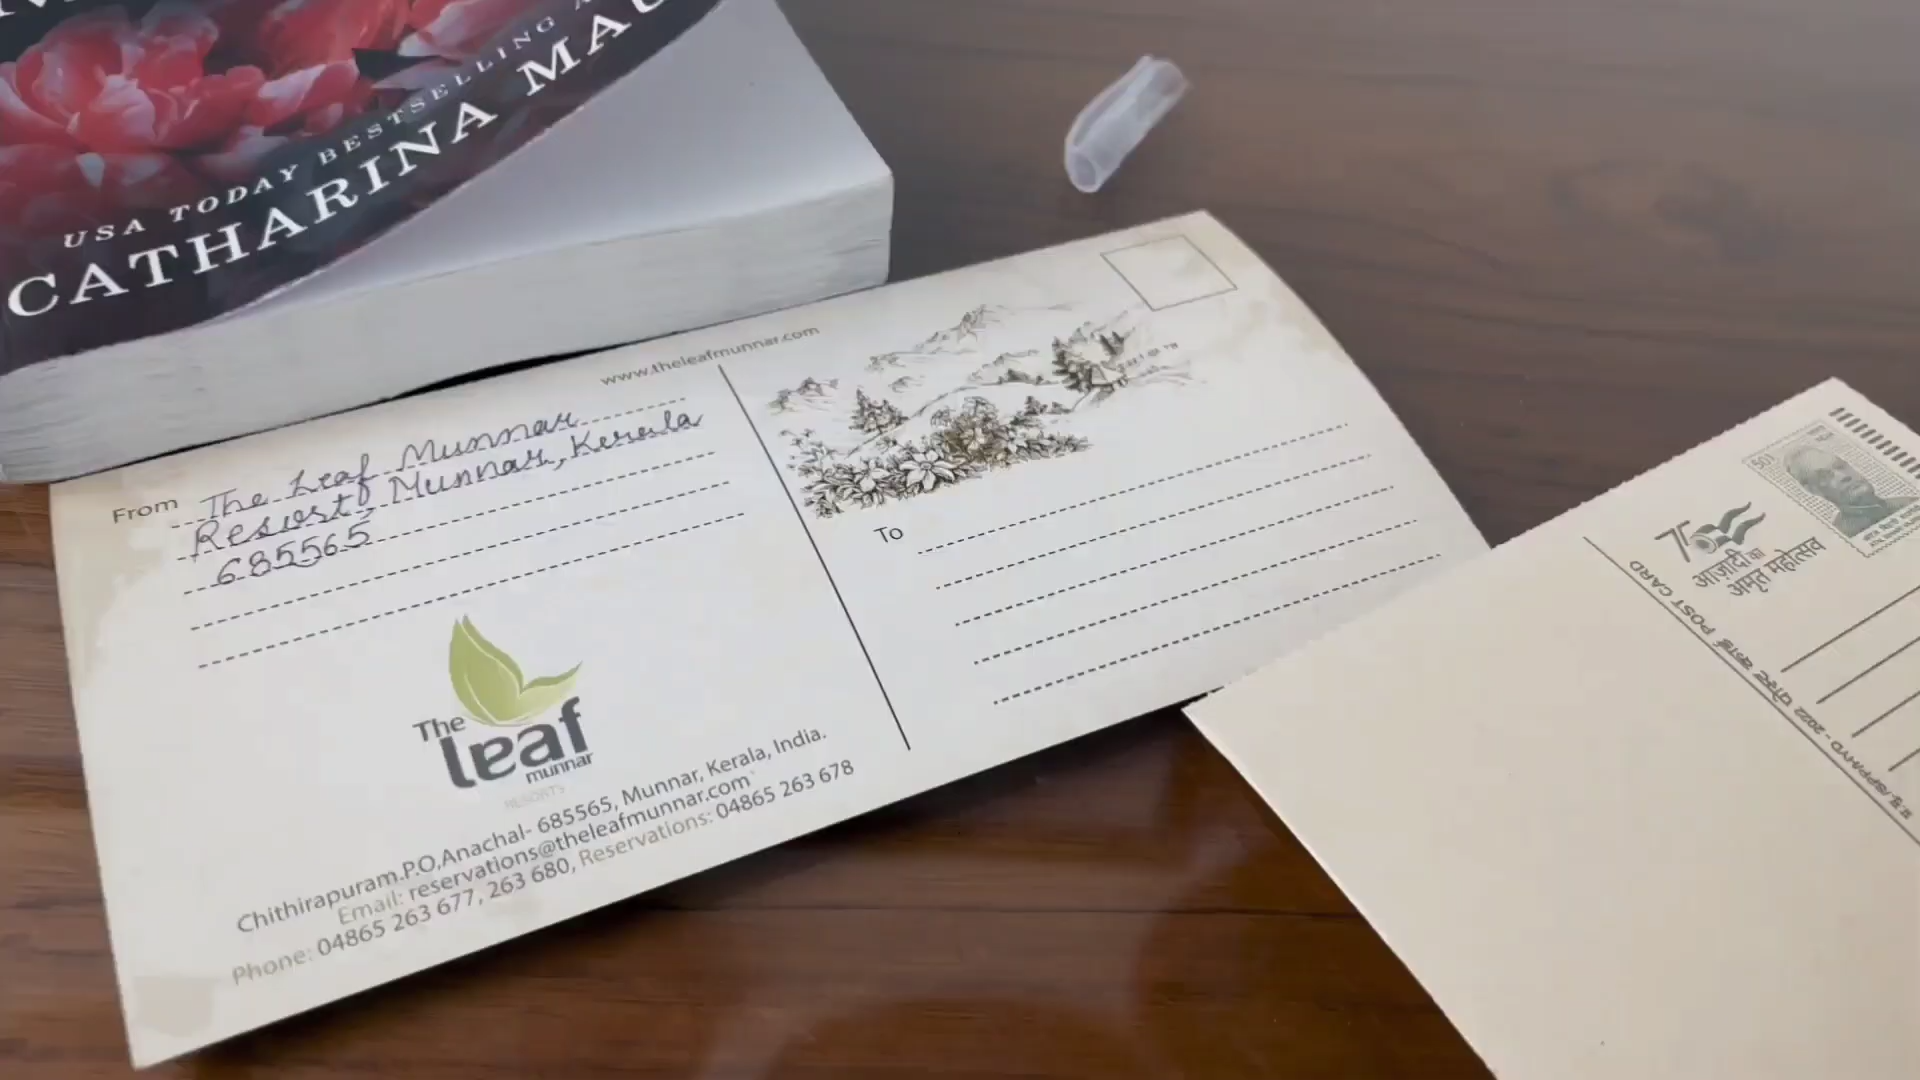 USA TODAY BESTSELLING
CATHARINA
www.theleafmunnar.com
From The Leaf Munnar
Resort, Munnar, Kerala
685565
To
The
leaf
munnar
RESORTS
Chithirapuram.P.O,Anachal- 685565, Munnar, Kerala, India.
Email: reservations@theleafmunnar.com
Phone: 04865 263 677, 263 680, Reservations: 04865 263 678
75
आज़ादी का
अमृत महोत्सव
पोस्ट कार्ड POST CARD